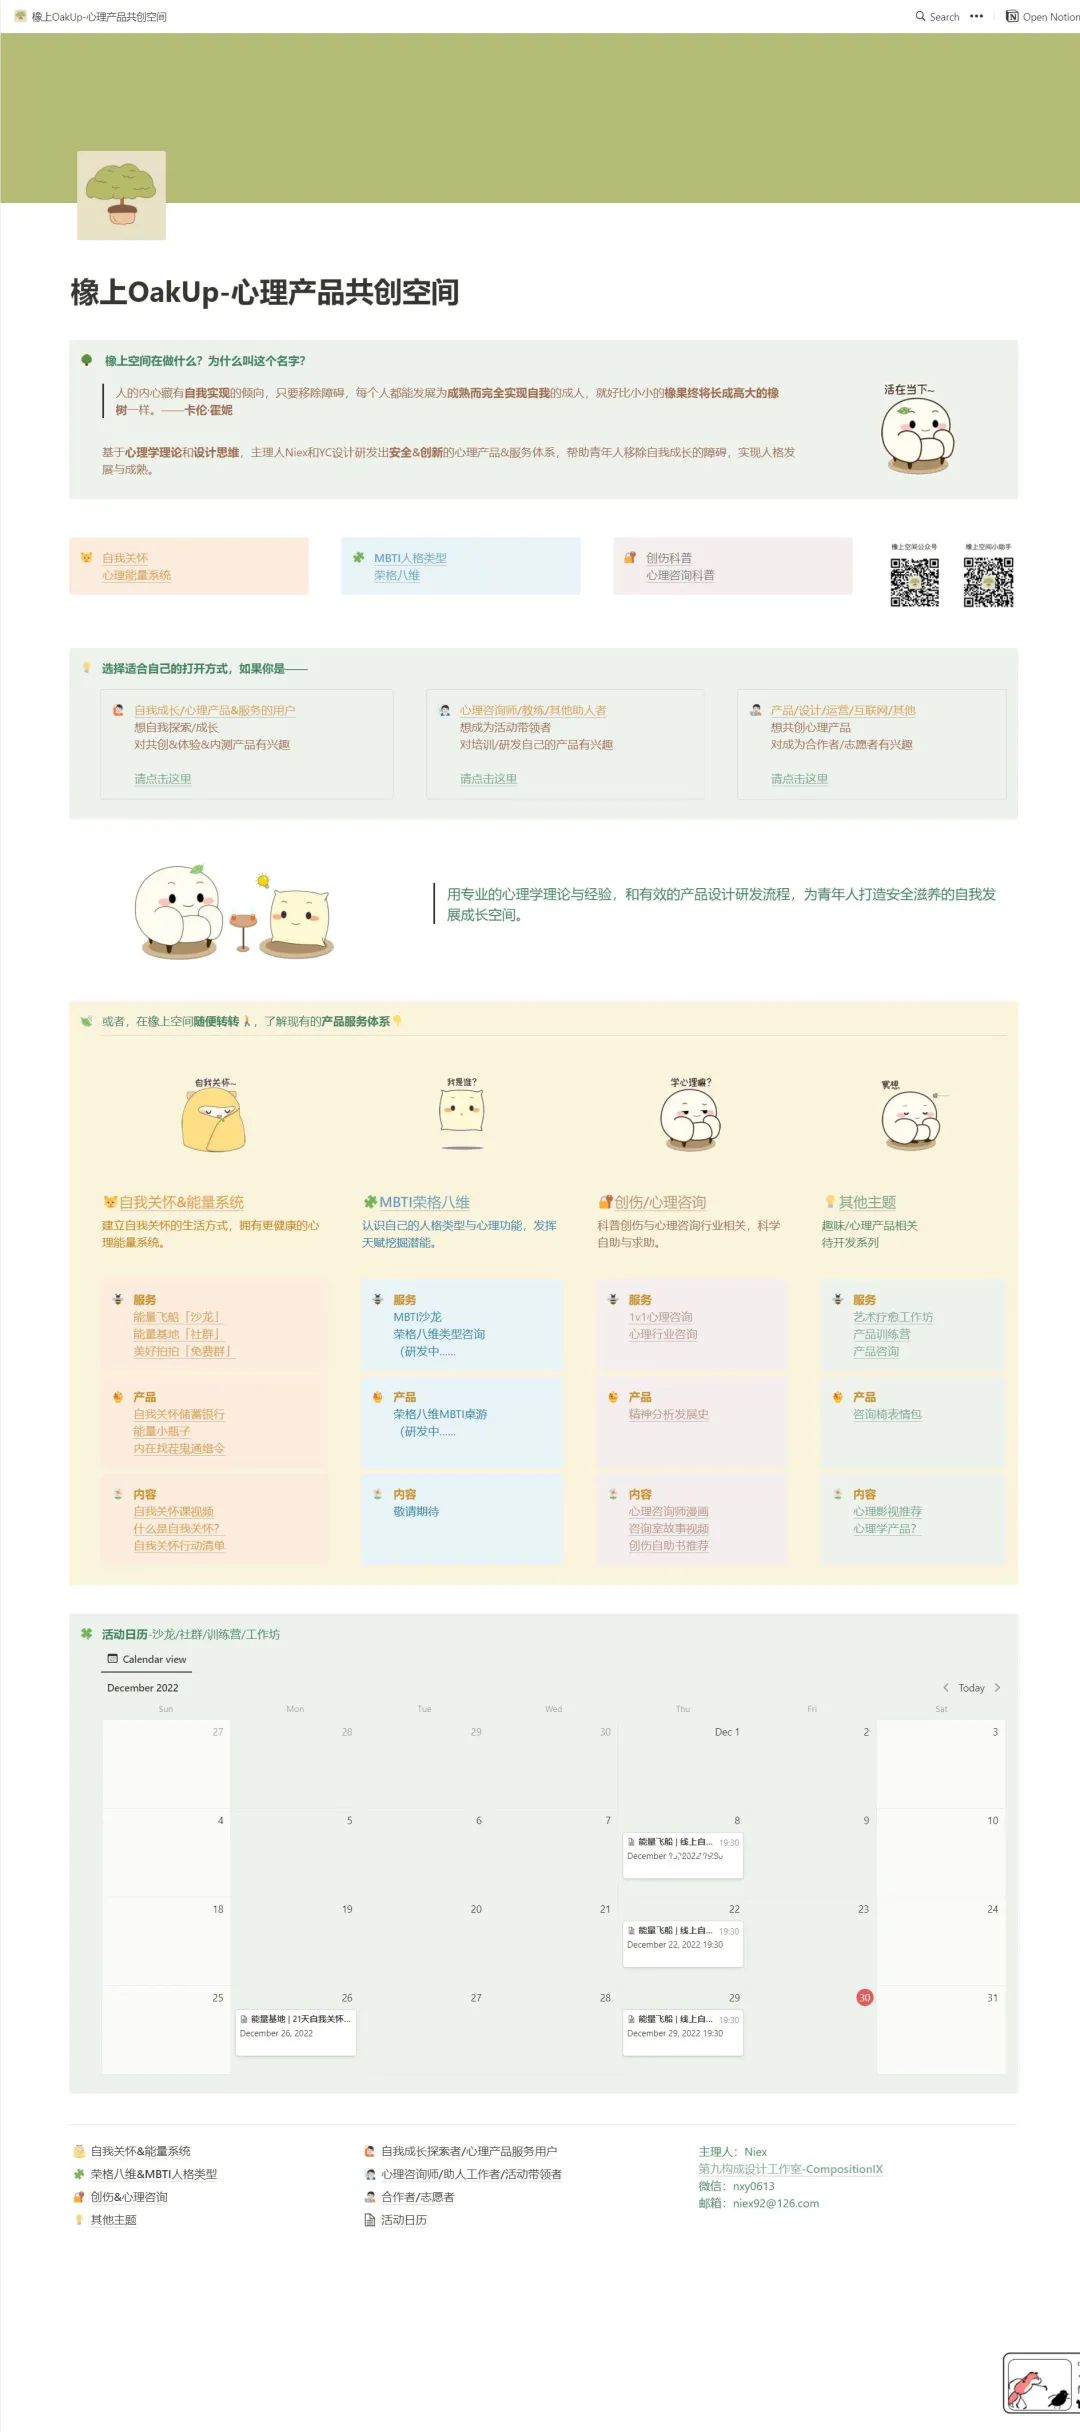 橡上OakUp-心理产品共创空间
Search
Open Notion
橡上OakUp-心理产品共创空间
橡上空间在做什么？为什么叫这个名字？
人的内心藏有自我实现的倾向，只要移除障碍，每个人都能发展为成熟而完全实现自我的成人，就好比小小的橡果终将长成高大的橡
树一样。——卡伦·霍妮
基于心理学理论和设计思维，主理人Niex和YC设计研发出安全&创新的心理产品&服务体系，帮助青年人移除自我成长的障碍，实现人格发
展与成熟。
活在当下~
自我关怀
心理能量系统
MBTI人格类型
荣格八维
创伤科普
心理咨询科普
橡上空间公众号
橡上空间小助手
选择适合自己的打开方式，如果你是——
自我成长/心理产品&服务的用户
想自我探索/成长
对共创&体验&内测产品有兴趣
请点击这里
心理咨询师/教练/其他助人者
想成为活动带领者
对培训/研发自己的产品有兴趣
请点击这里
产品/设计/运营/互联网/其他
想共创心理产品
对成为合作者/志愿者有兴趣
请点击这里
用专业的心理学理论与经验，和有效的产品设计研发流程，为青年人打造安全滋养的自我发
展成长空间。
或者，在橡上空间随便转转，了解现有的产品服务体系
自我关怀~
我是谁？
学心理嘛？
冥想
自我关怀&能量系统
建立自我关怀的生活方式，拥有更健康的心
理能量系统。
服务
能量飞船「沙龙」
能量基地「社群」
美好拍拍「免费群」
产品
自我关怀储蓄银行
能量小瓶子
内在找茬鬼通缉令
内容
自我关怀课视频
什么是自我关怀？
自我关怀行动清单
MBTI荣格八维
认识自己的人格类型与心理功能，发挥
天赋挖掘潜能。
服务
MBTI沙龙
荣格八维类型咨询
（研发中……
产品
荣格八维MBTI桌游
（研发中……
内容
敬请期待
创伤/心理咨询
科普创伤与心理咨询行业相关，科学
自助与求助。
服务
1v1心理咨询
心理行业咨询
产品
精神分析发展史
内容
心理咨询师漫画
咨询室故事视频
创伤自助书推荐
其他主题
趣味/心理产品相关
待开发系列
服务
艺术疗愈工作坊
产品训练营
产品咨询
产品
咨询椅表情包
内容
心理影视推荐
心理学产品？
活动日历-沙龙/社群/训练营/工作坊
Calendar view
December 2022
Today
Sun Mon Tue Wed Thu Fri Sat
27 28 29 30 Dec 1 2 3
4 5 6 7 8 9 10
能量飞船 | 线上自... 19:30
December
18 19 20 21 22 23 24
能量飞船 | 线上自... 19:30
December 22, 2022 19:30
25 26 27 28 29 30 31
能量基地 | 21天自我关怀...
December 26, 2022
能量飞船 | 线上自... 19:30
December 29, 2022 19:30
自我关怀&能量系统
荣格八维&MBTI人格类型
创伤&心理咨询
其他主题
自我成长探索者/心理产品服务用户
心理咨询师/助人工作者/活动带领者
合作者/志愿者
活动日历
主理人：Niex
第九构成设计工作室-CompositionIX
微信：nxy0613
邮箱：niex92@126.com